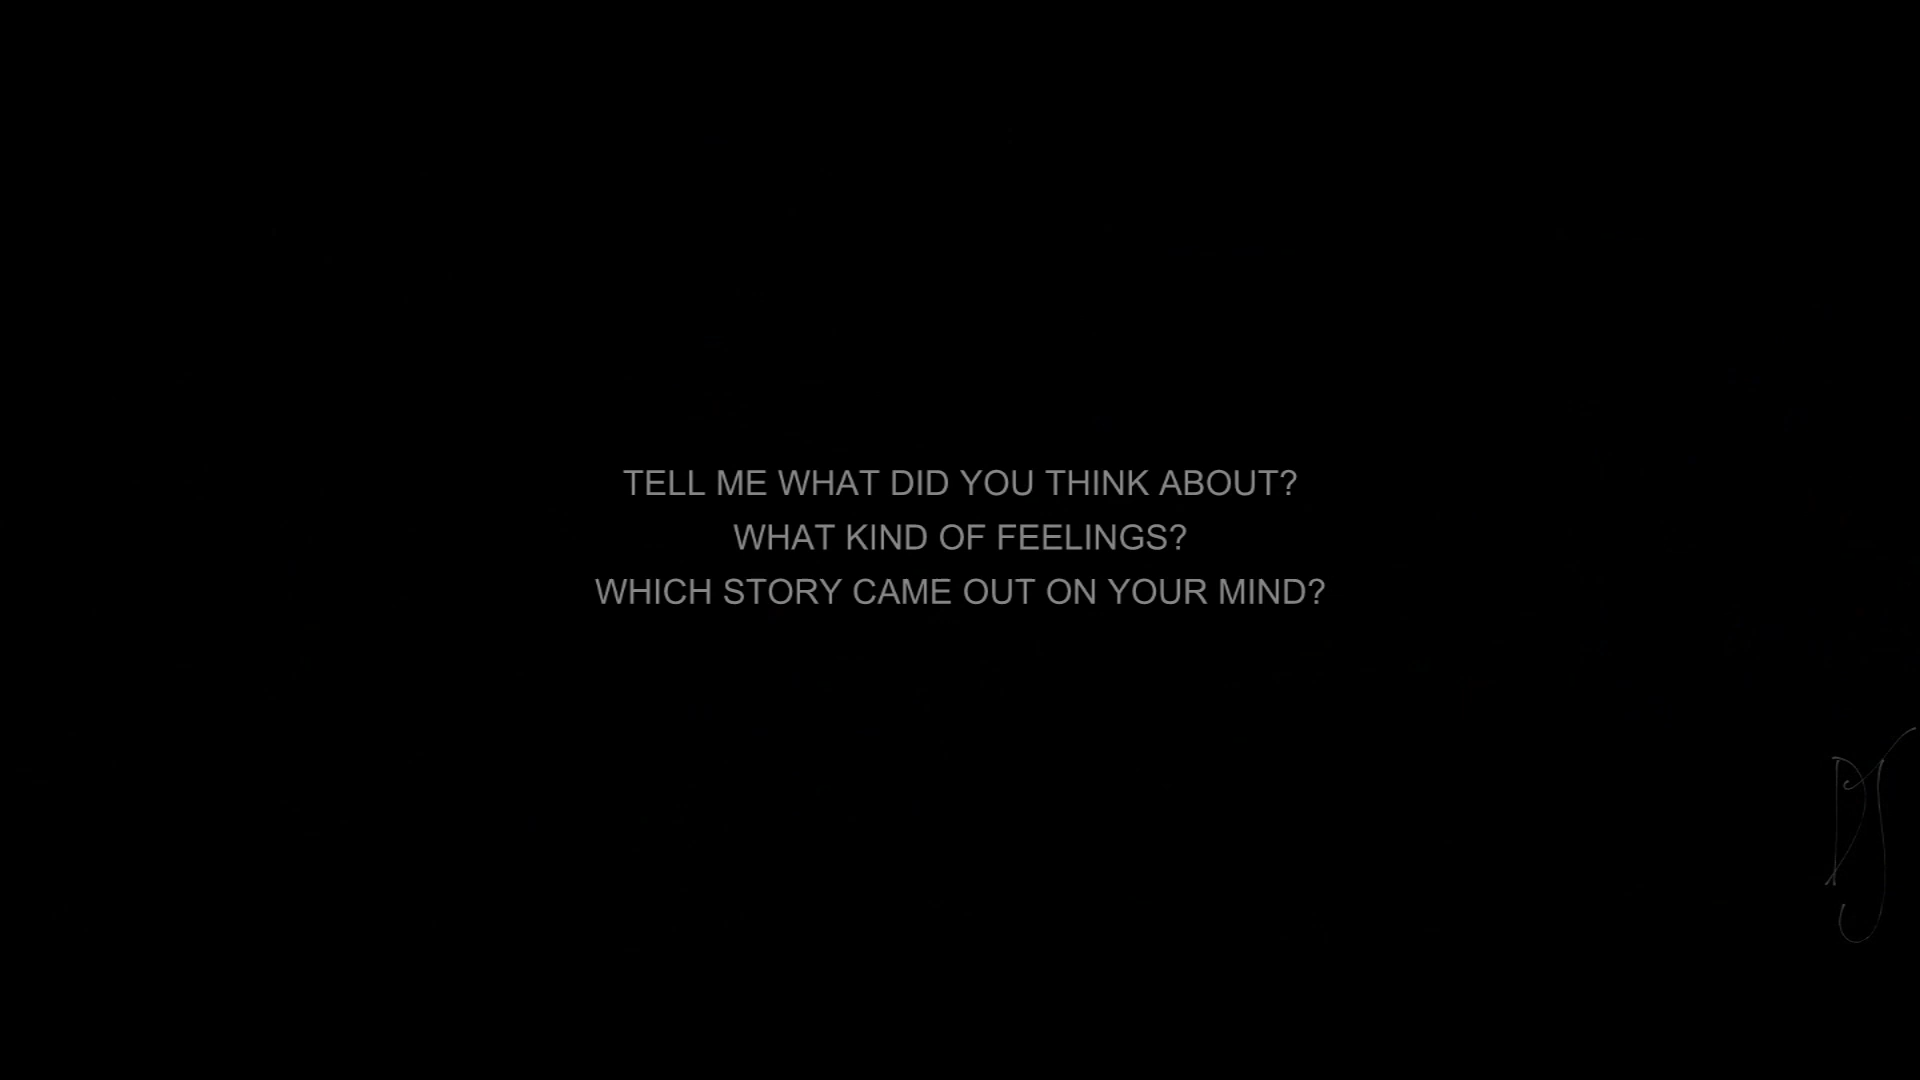 TELL ME WHAT DID YOU THINK ABOUT?
WHAT KIND OF FEELINGS?
WHICH STORY CAME OUT ON YOUR MIND?